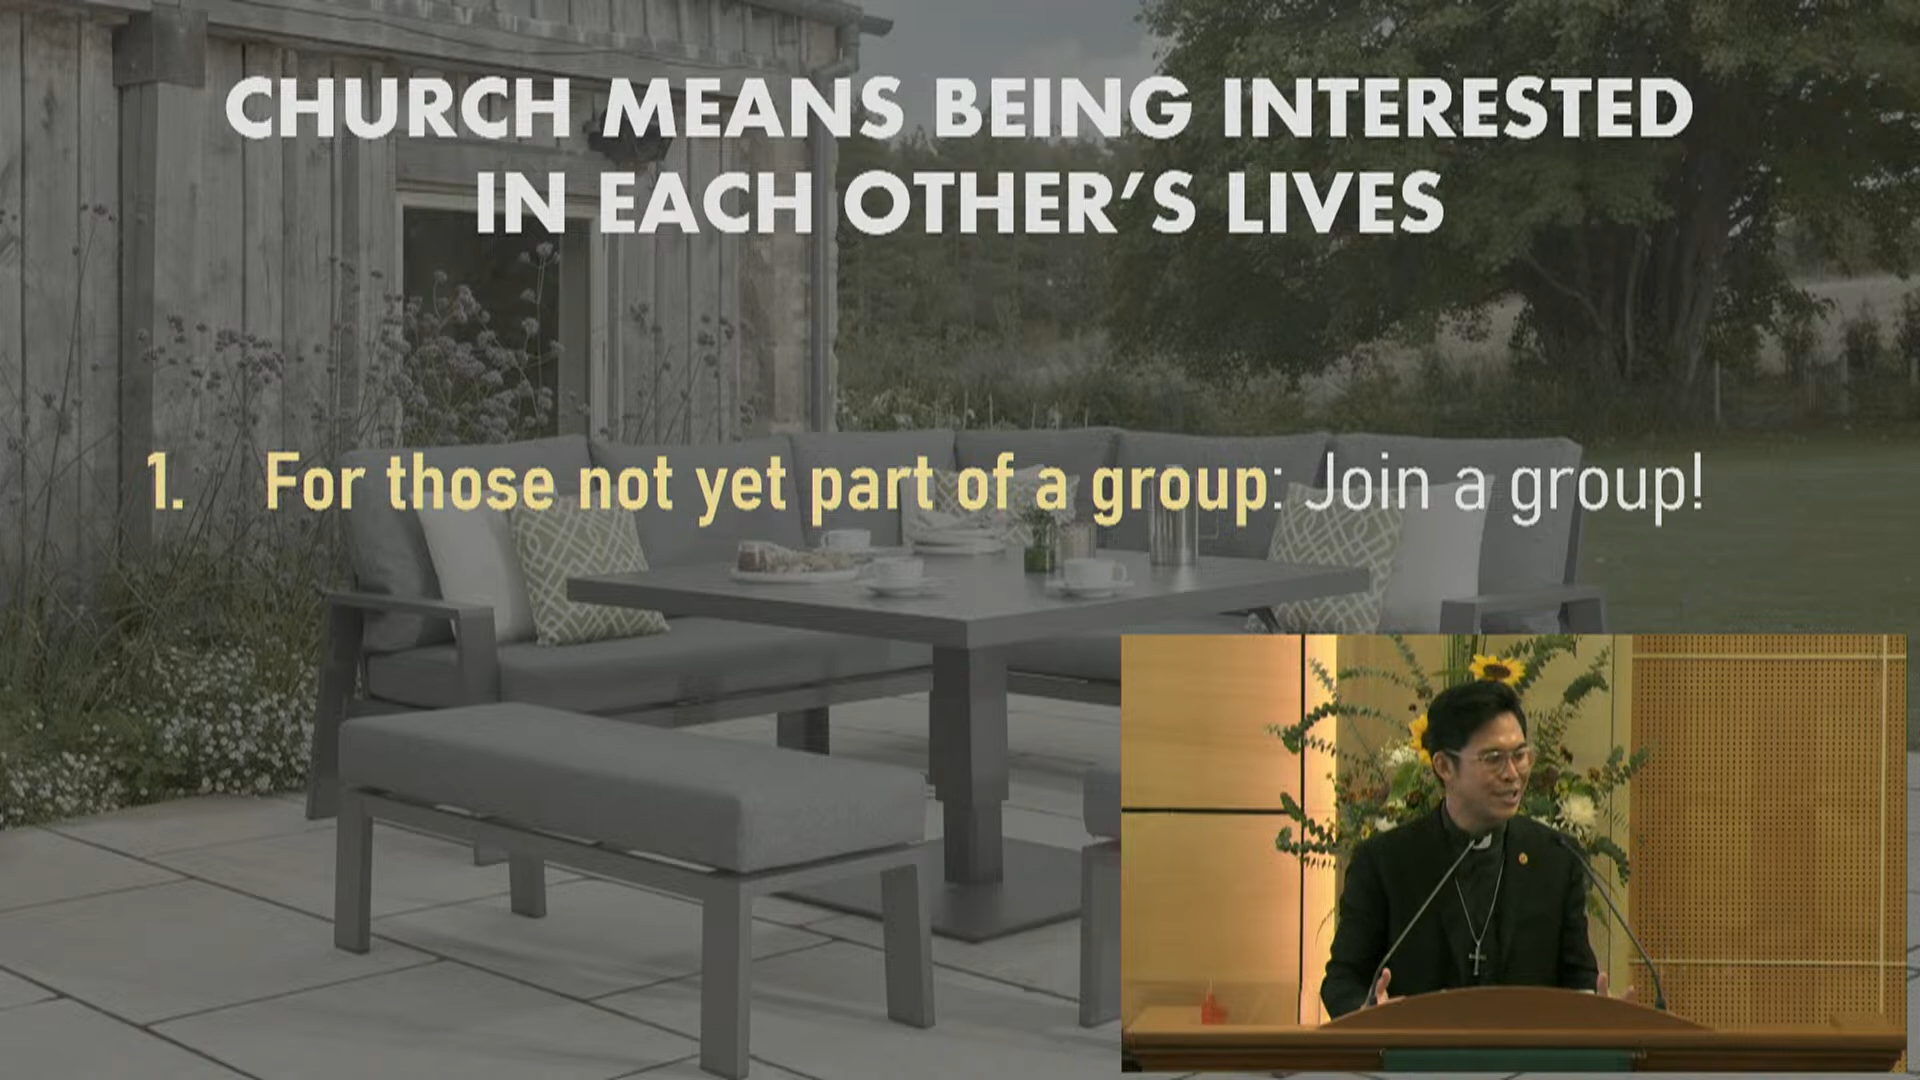 CHURCH MEANS BEING INTERESTED
IN EACH OTHER’S LIVES
1. For those not yet part of a group: Join a group!